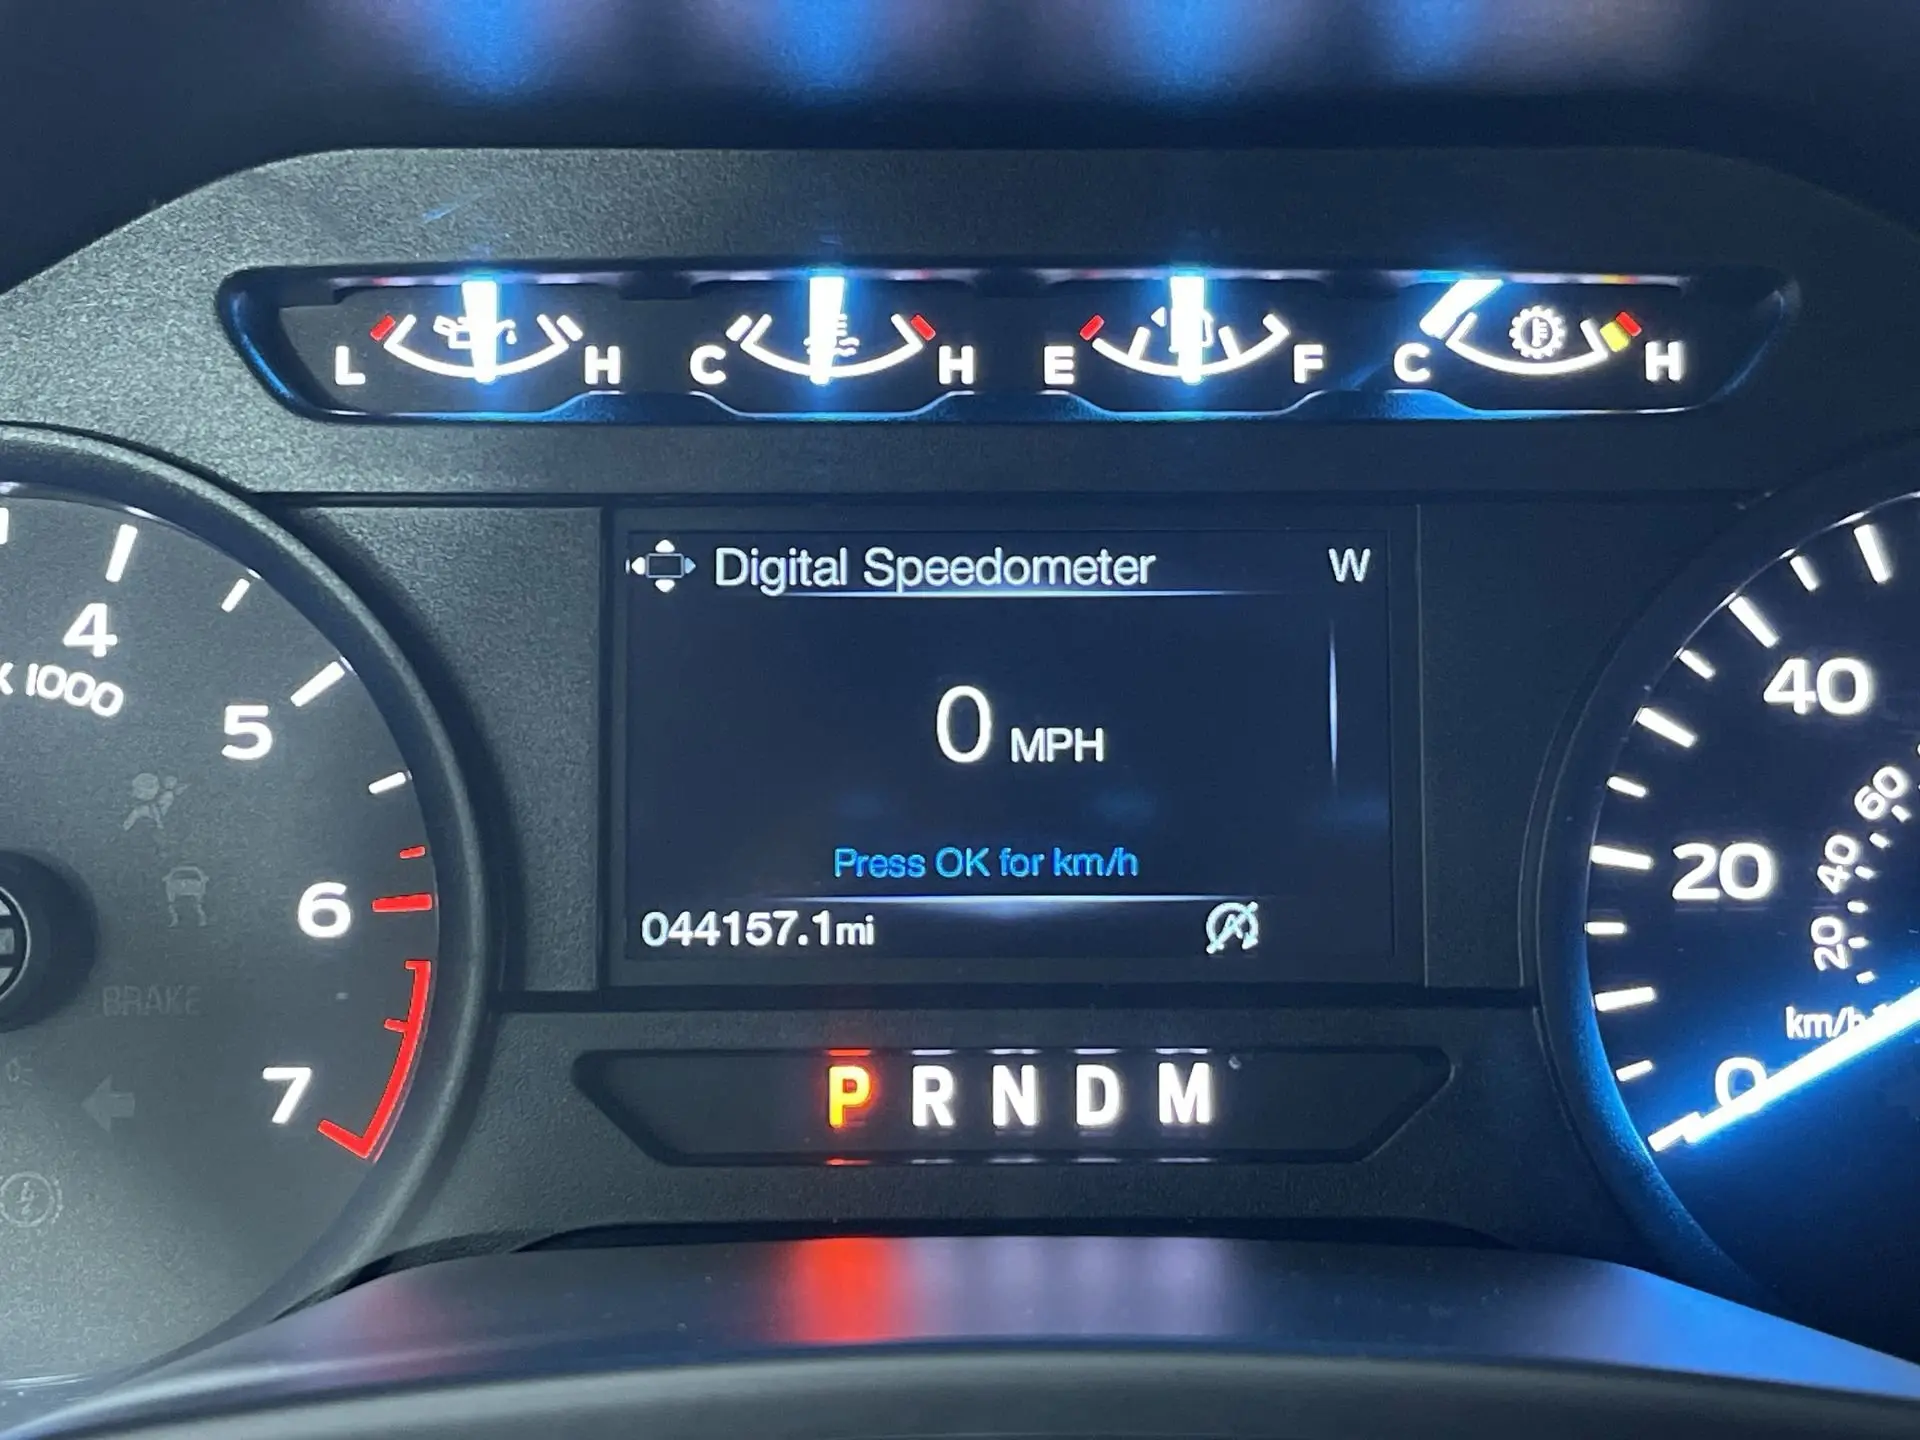 L H C H E F C H
Digital Speedometer W
4
x 1000
5
6
7
0 MPH
Press OK for km/h
044157.1mi
BRAKE
P R N D M
40
20
0
60
40
20
km/h